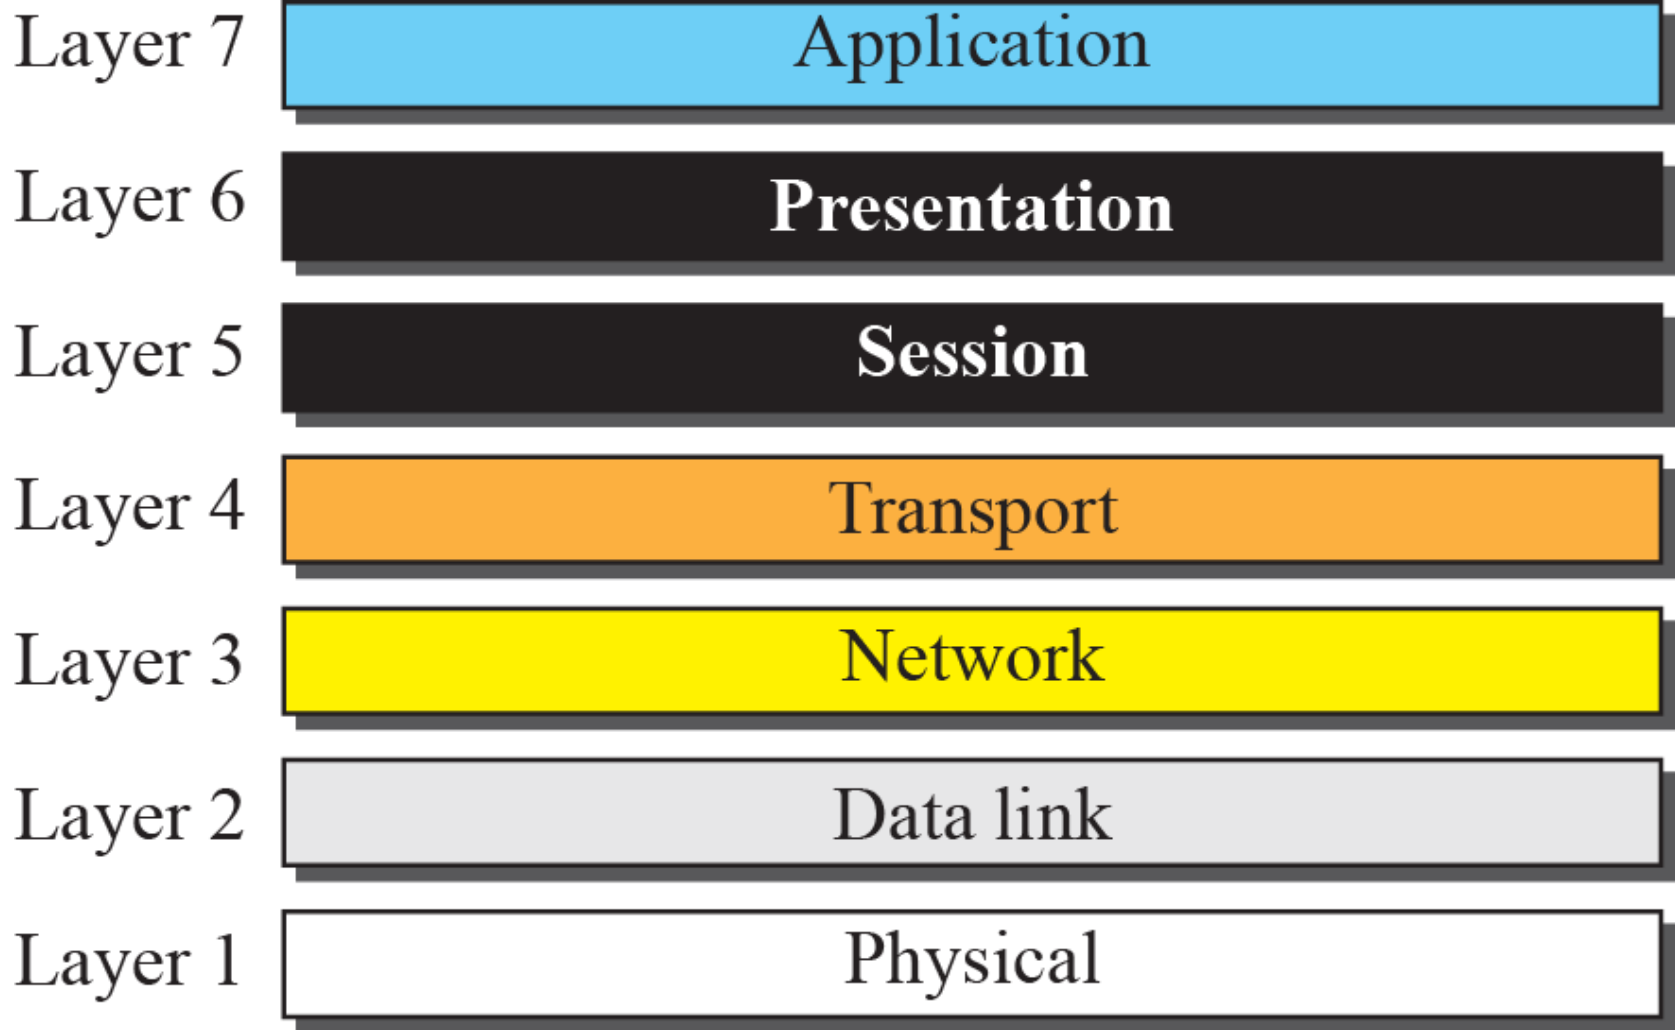 Layer 7 Application
Layer 6 Presentation
Layer 5 Session
Layer 4 Transport
Layer 3 Network
Layer 2 Data link
Layer 1 Physical